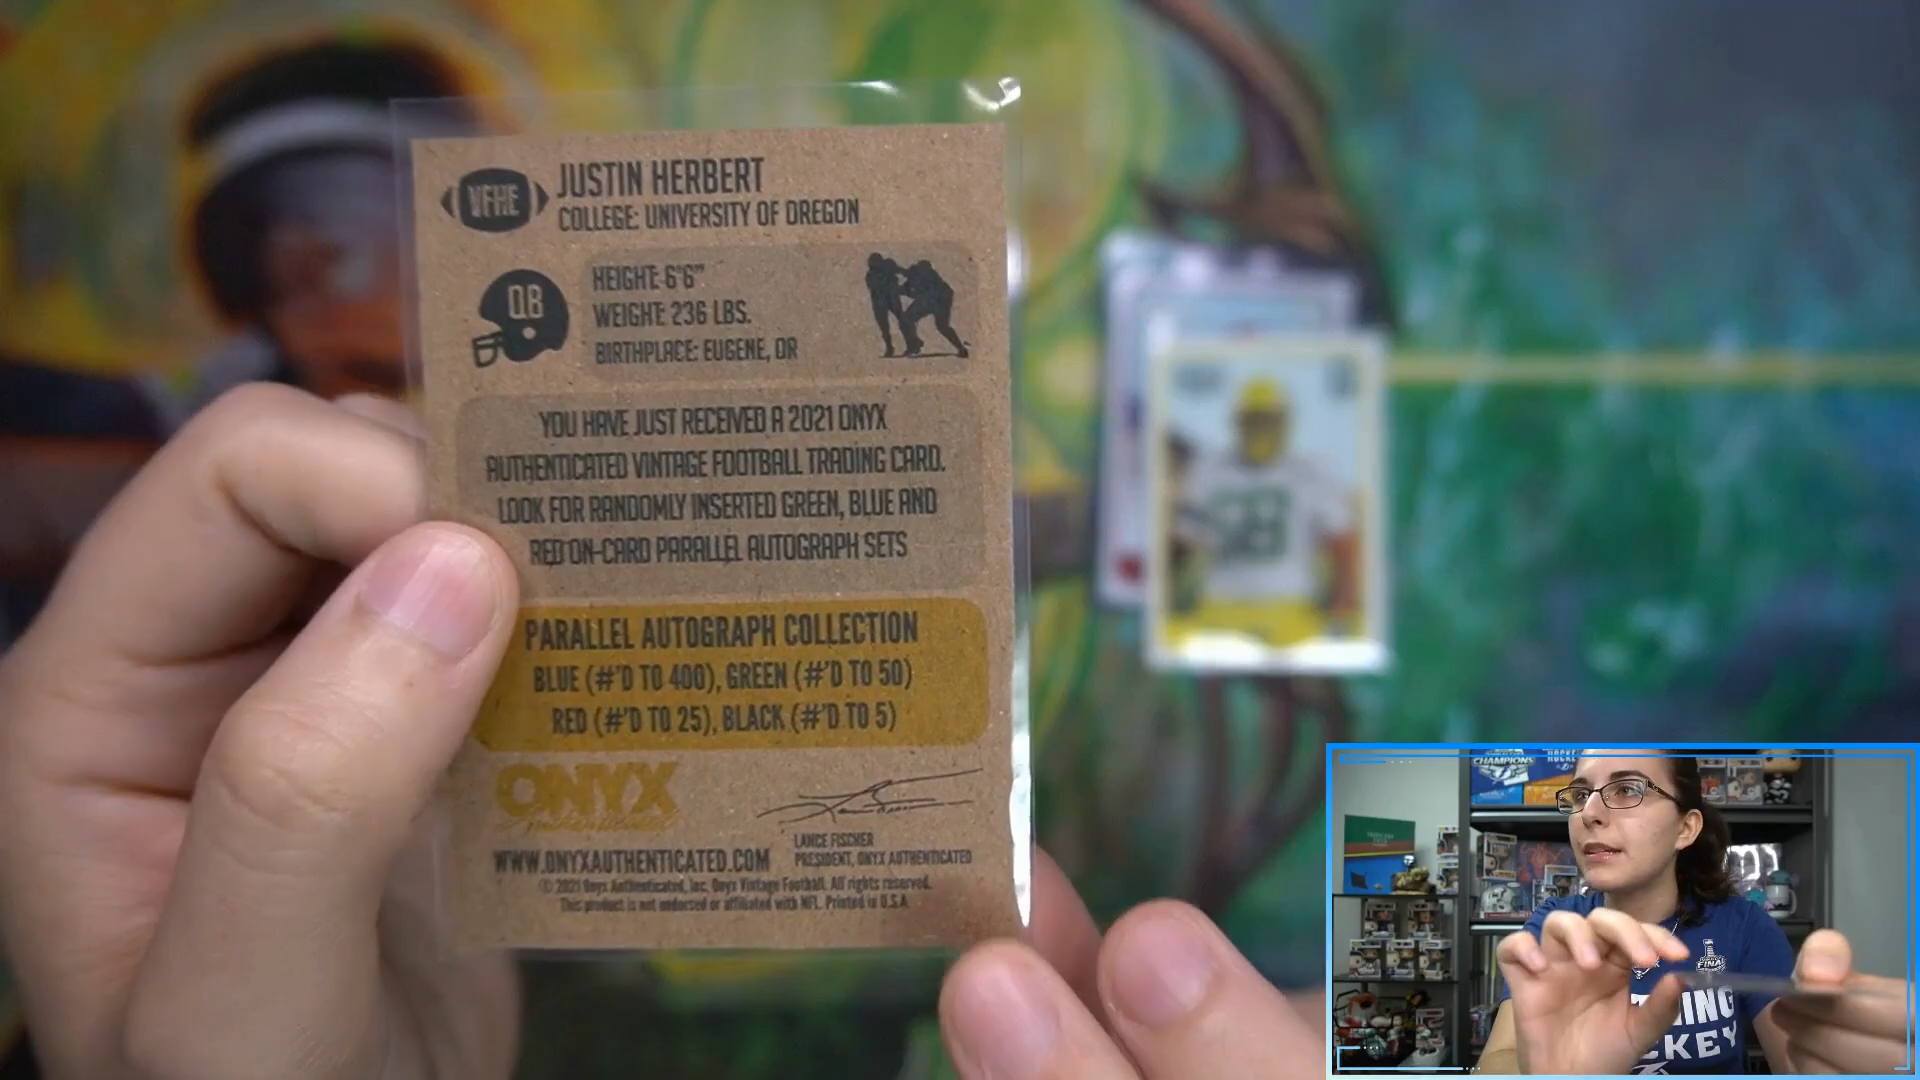 VFHE
JUSTIN HERBERT
COLLEGE: UNIVERSITY OF OREGON
QB
HEIGHT: 6'6"
WEIGHT: 236 LBS.
BIRTHPLACE: EUGENE, OR
YOU HAVE JUST RECEIVED A 2021 ONYX
AUTHENTICATED VINTAGE FOOTBALL TRADING CARD.
LOOK FOR RANDOMLY INSERTED GREEN, BLUE AND
RED ON-CARD PARALLEL AUTOGRAPH SETS
PARALLEL AUTOGRAPH COLLECTION
BLUE (#'D TO 400), GREEN (#'D TO 50)
RED (#'D TO 25), BLACK (#'D TO 5)
ONYX
LANCE FISCHER
PRESIDENT, ONYX AUTHENTICATED
WWW.ONYXAUTHENTICATED.COM
© 2021 Onyx Authenticated, Inc. Onyx Vintage Football. All rights reserved.
This product is not endorsed or affiliated with NFL. Printed in U.S.A.
CHAMPIONS
HOCKEY
FINAL